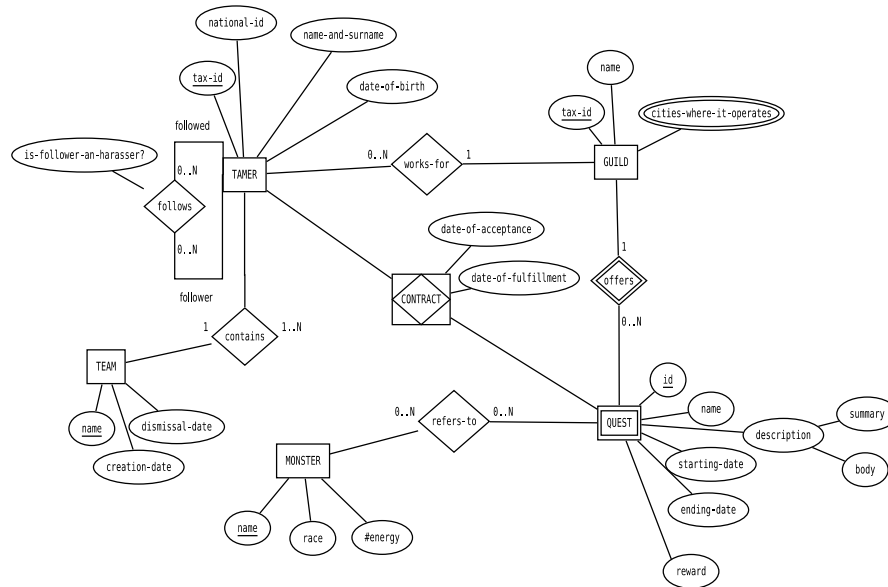 national-id
name-and-surname
name
tax-id
date-of-birth
tax-id
cities-where-it-operates
followed
is-follower-an-harasser?
0..N
works-for
1
GUILD
0..N
TAMER
follows
0..N
date-of-acceptance
1
date-of-fulfillment
offers
follower
CONTRACT
0..N
1
contains
1..N
TEAM
id
name
summary
0..N
refers-to
0..N
QUEST
description
name
dismissal-date
starting-date
body
creation-date
MONSTER
ending-date
name
race
#energy
reward